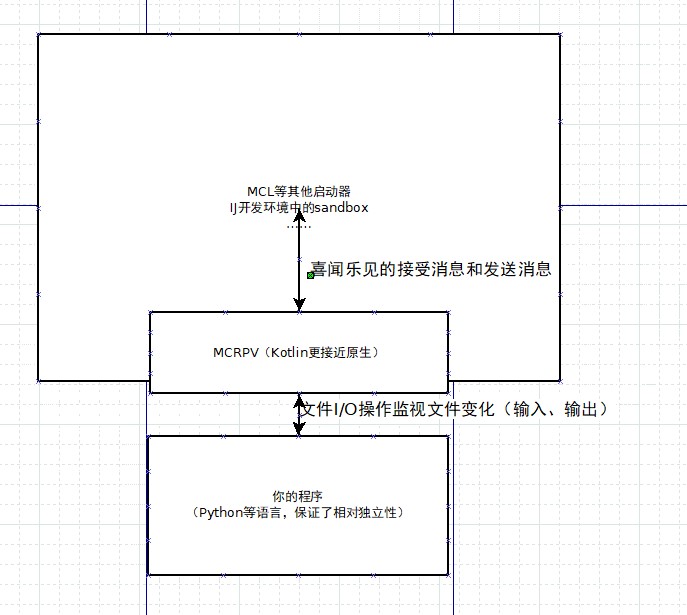 MCL等其他启动器
IJ开发环境中的sandbox
......
喜闻乐见的接受消息和发送消息
MCRPV（Kotlin更接近原生）
文件I/O操作监视文件变化（输入、输出）
你的程序
（Python等语言，保证了相对独立性）